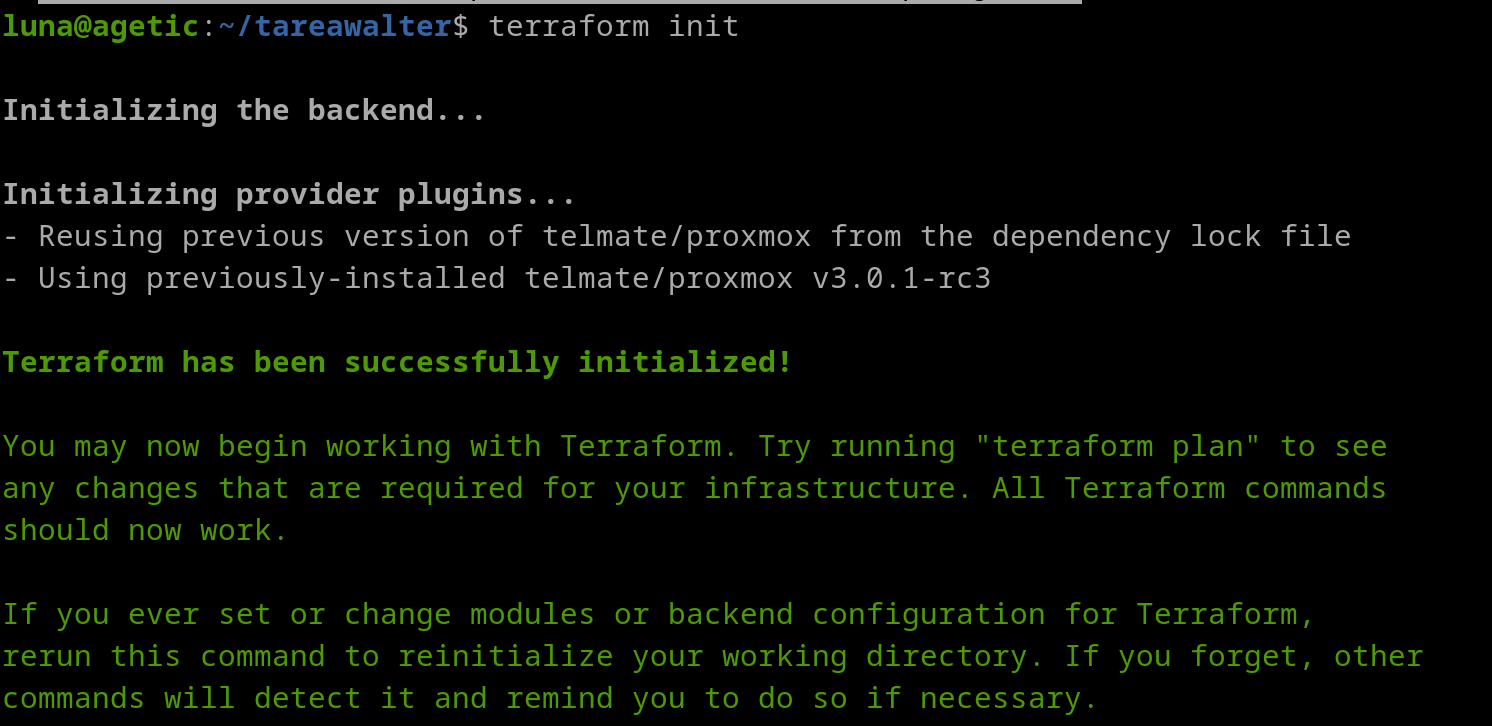 luna@agetic:~/tareawalter$ terraform init
Initializing the backend...
Initializing provider plugins...
- Reusing previous version of telmate/proxmox from the dependency lock file
- Using previously-installed telmate/proxmox v3.0.1-rc3
Terraform has been successfully initialized!
You may now begin working with Terraform. Try running "terraform plan" to see
any changes that are required for your infrastructure. All Terraform commands
should now work.
If you ever set or change modules or backend configuration for Terraform,
rerun this command to reinitialize your working directory. If you forget, other
commands will detect it and remind you to do so if necessary.